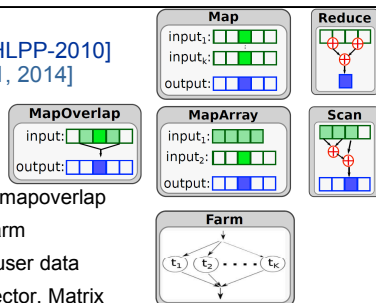 HLPP-2010]
, 2014]
mapoverlap
arm
user data
ector, Matrix
Map
input1:
inputk:
output:
Reduce
MapOverlap
input:
output:
MapArray
input1:
input2:
output:
Scan
Farm
t1 t2 tK